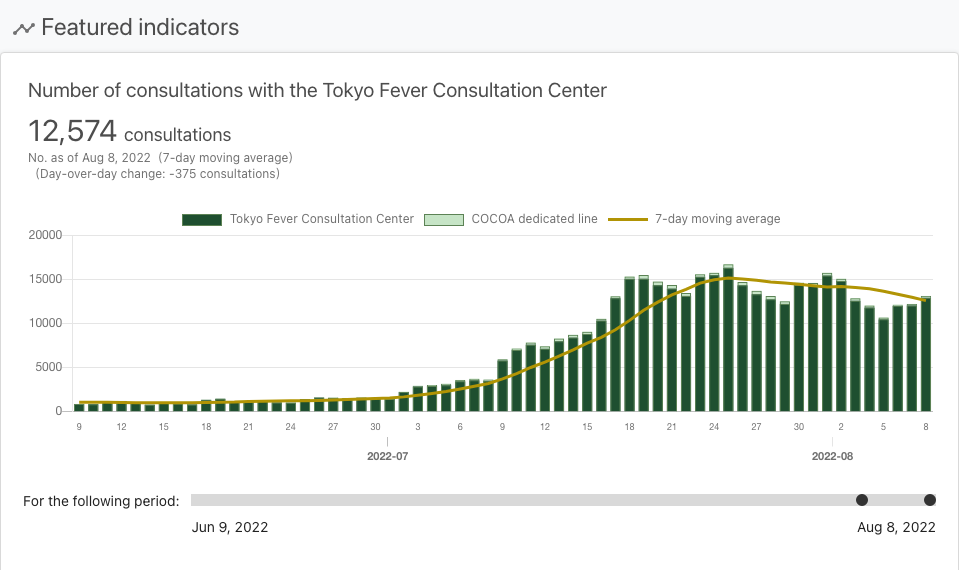 Featured indicators
Number of consultations with the Tokyo Fever Consultation Center
12,574 consultations
No. as of Aug 8, 2022 (7-day moving average)
(Day-over-day change: -375 consultations)
Tokyo Fever Consultation Center COCOA dedicated line 7-day moving average
20000
15000
10000
5000
0
9 12 15 18 21 24 27 30 3 6 9 12 15 18 21 24 27 30 2 5 8
2022-07 2022-08
For the following period:
Jun 9, 2022 Aug 8, 2022